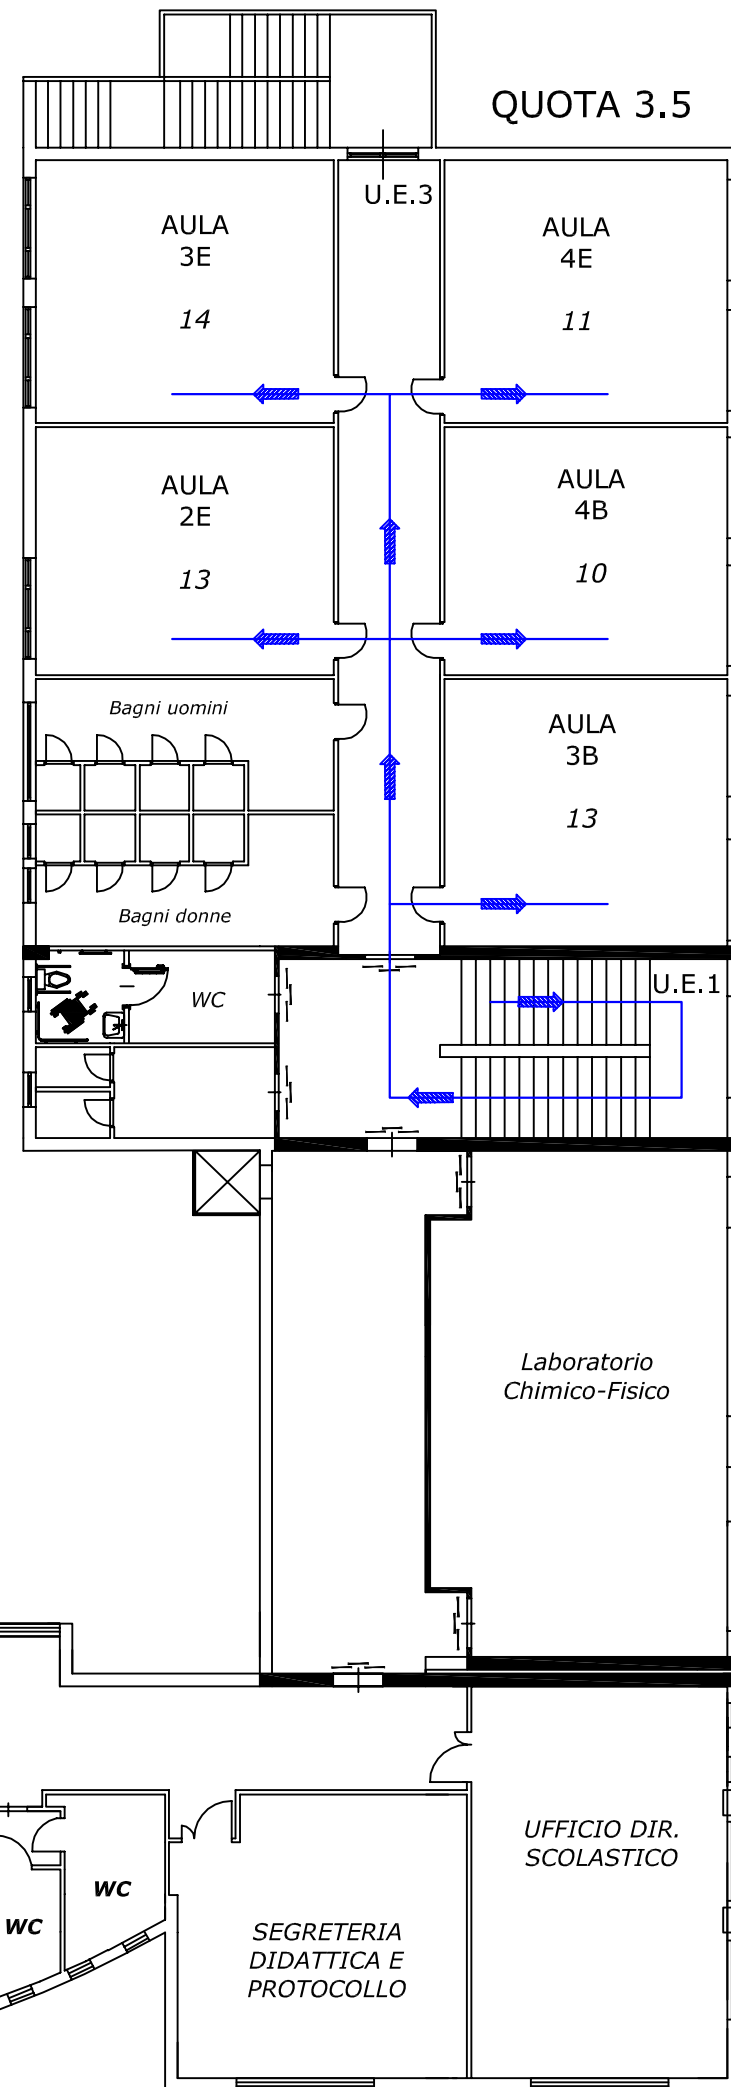 QUOTA 3.5
U.E.3
AULA
3E
14
AULA
4E
11
AULA
2E
13
AULA
4B
10
Bagni uomini
AULA
3B
13
Bagni donne
WC
U.E.1
Laboratorio
Chimico-Fisico
UFFICIO DIR.
SCOLASTICO
WC
WC
SEGRETERIA
DIDATTICA E
PROTOCOLLO